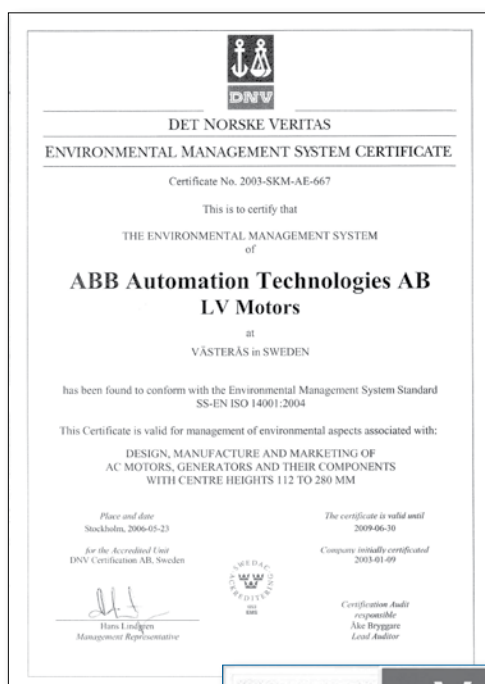 DNV
DET NORSKE VERITAS
ENVIRONMENTAL MANAGEMENT SYSTEM CERTIFICATE
Certificate No. 2003-SKM-AE-667
This is to certify that
THE ENVIRONMENTAL MANAGEMENT SYSTEM
of
ABB Automation Technologies AB
LV Motors
at
VÄSTERÅS in SWEDEN
has been found to conform with the Environmental Management System Standard
SS-EN ISO 14001:2004
This Certificate is valid for management of environmental aspects associated with:
DESIGN, MANUFACTURE AND MARKETING OF
AC MOTORS, GENERATORS AND THEIR COMPONENTS
WITH CENTRE HEIGHTS 112 TO 280 MM
Place and date
Stockholm, 2006-05-23
for the Accredited Unit
DNV Certification AB, Sweden
Hans Lindgren
Management Representative
SWEDAC
ACKREDITERING
The certificate is valid until
2009-06-30
Company initially certificated
2003-01-09
Certification Audit
responsible
Åke Bryggare
Lead Auditor